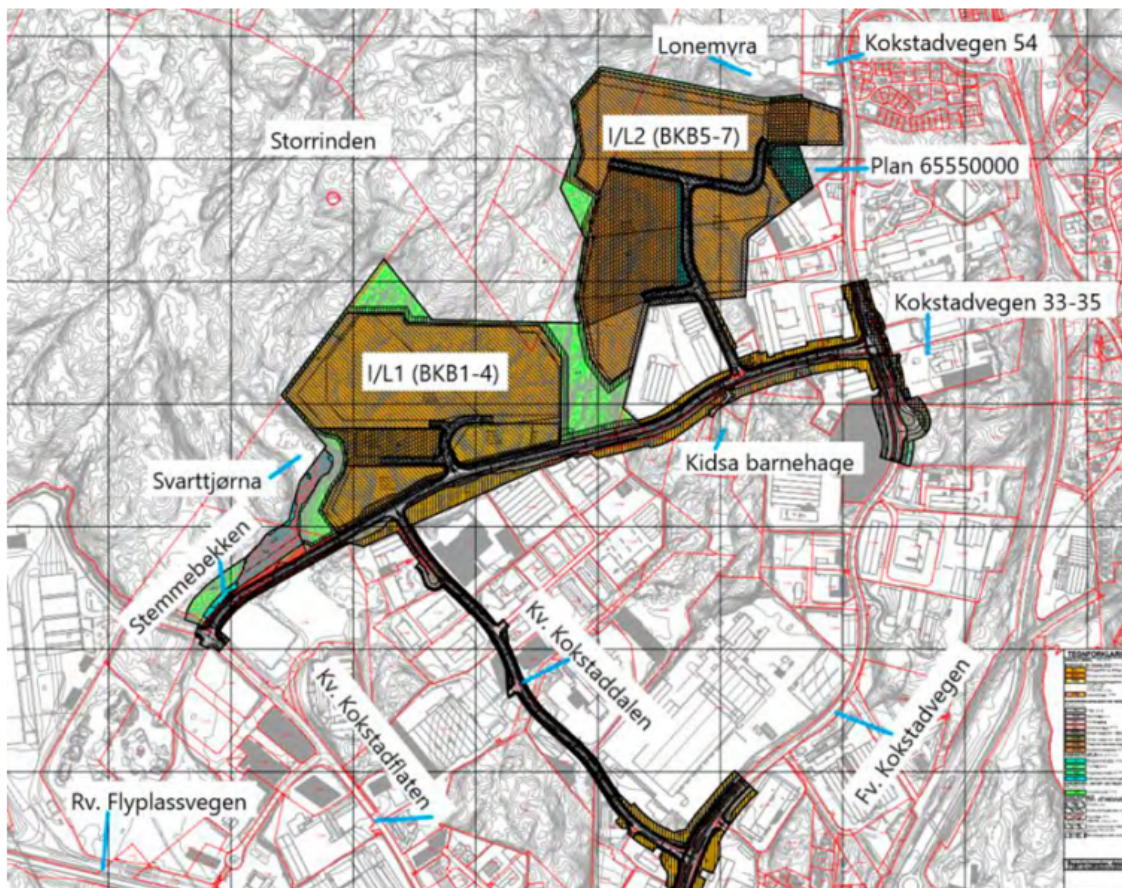 Lonemyra
Kokstadvegen 54
Storrinden
I/L2 (BKB5-7)
Plan 65550000
Kokstadvegen 33-35
I/L1 (BKB1-4)
Kidsa barnehage
Svarttjørna
Stemmebekken
Kv. Kokstaddalen
Kv. Kokstadflaten
Fv. Kokstadvegen
Rv. Flyplassvegen